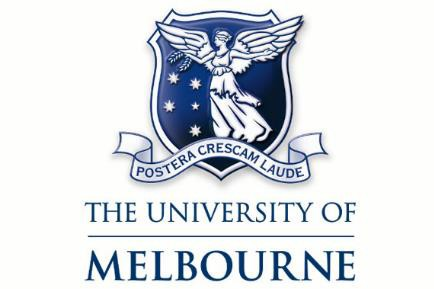 POSTERA CRESCAM LAUDE
THE UNIVERSITY OF
MELBOURNE